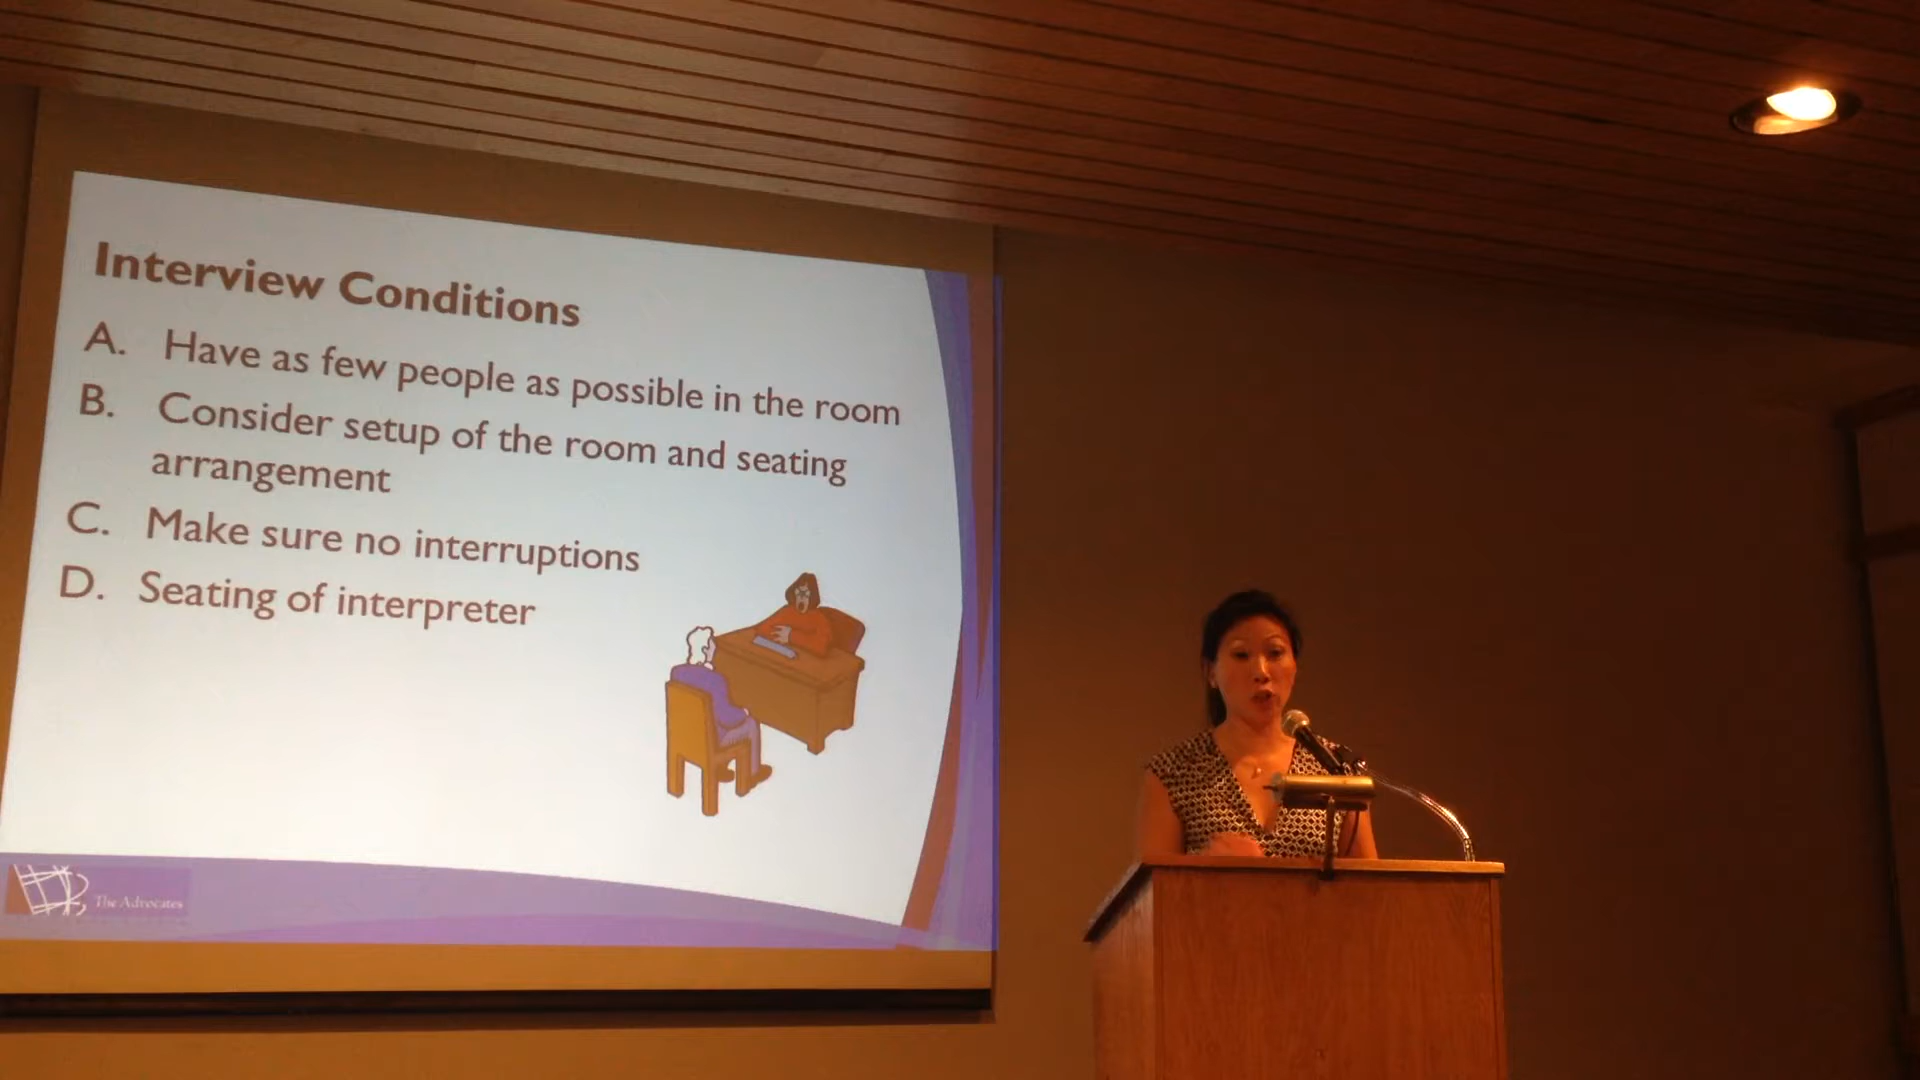 Interview Conditions
A. Have as few people as possible in the room
B. Consider setup of the room and seating
arrangement
C. Make sure no interruptions
D. Seating of interpreter
The Advocates